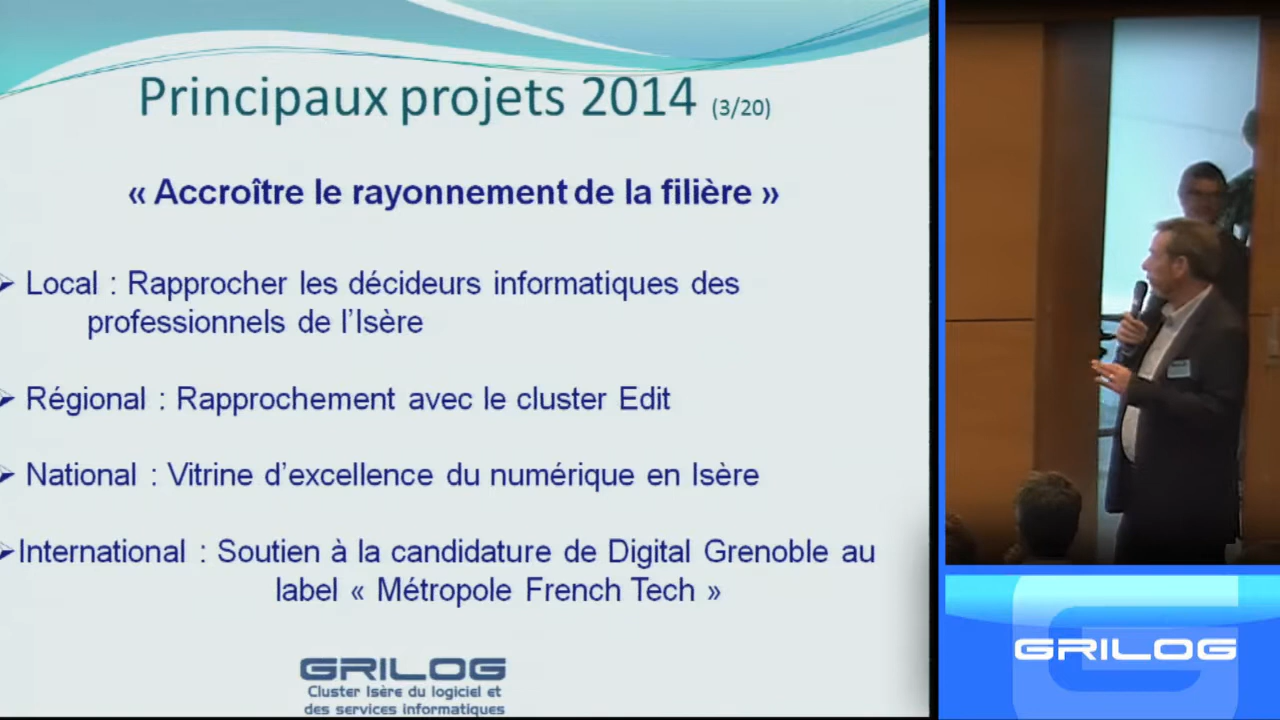 Principaux projets 2014 (3/20)
« Accroître le rayonnement de la filière »
Local : Rapprocher les décideurs informatiques des
professionnels de l'Isère
Régional : Rapprochement avec le cluster Edit
National : Vitrine d'excellence du numérique en Isère
International : Soutien à la candidature de Digital Grenoble au
label « Métropole French Tech »
GRILOG
Cluster Isère du logiciel et
des services informatiques
GRILOG